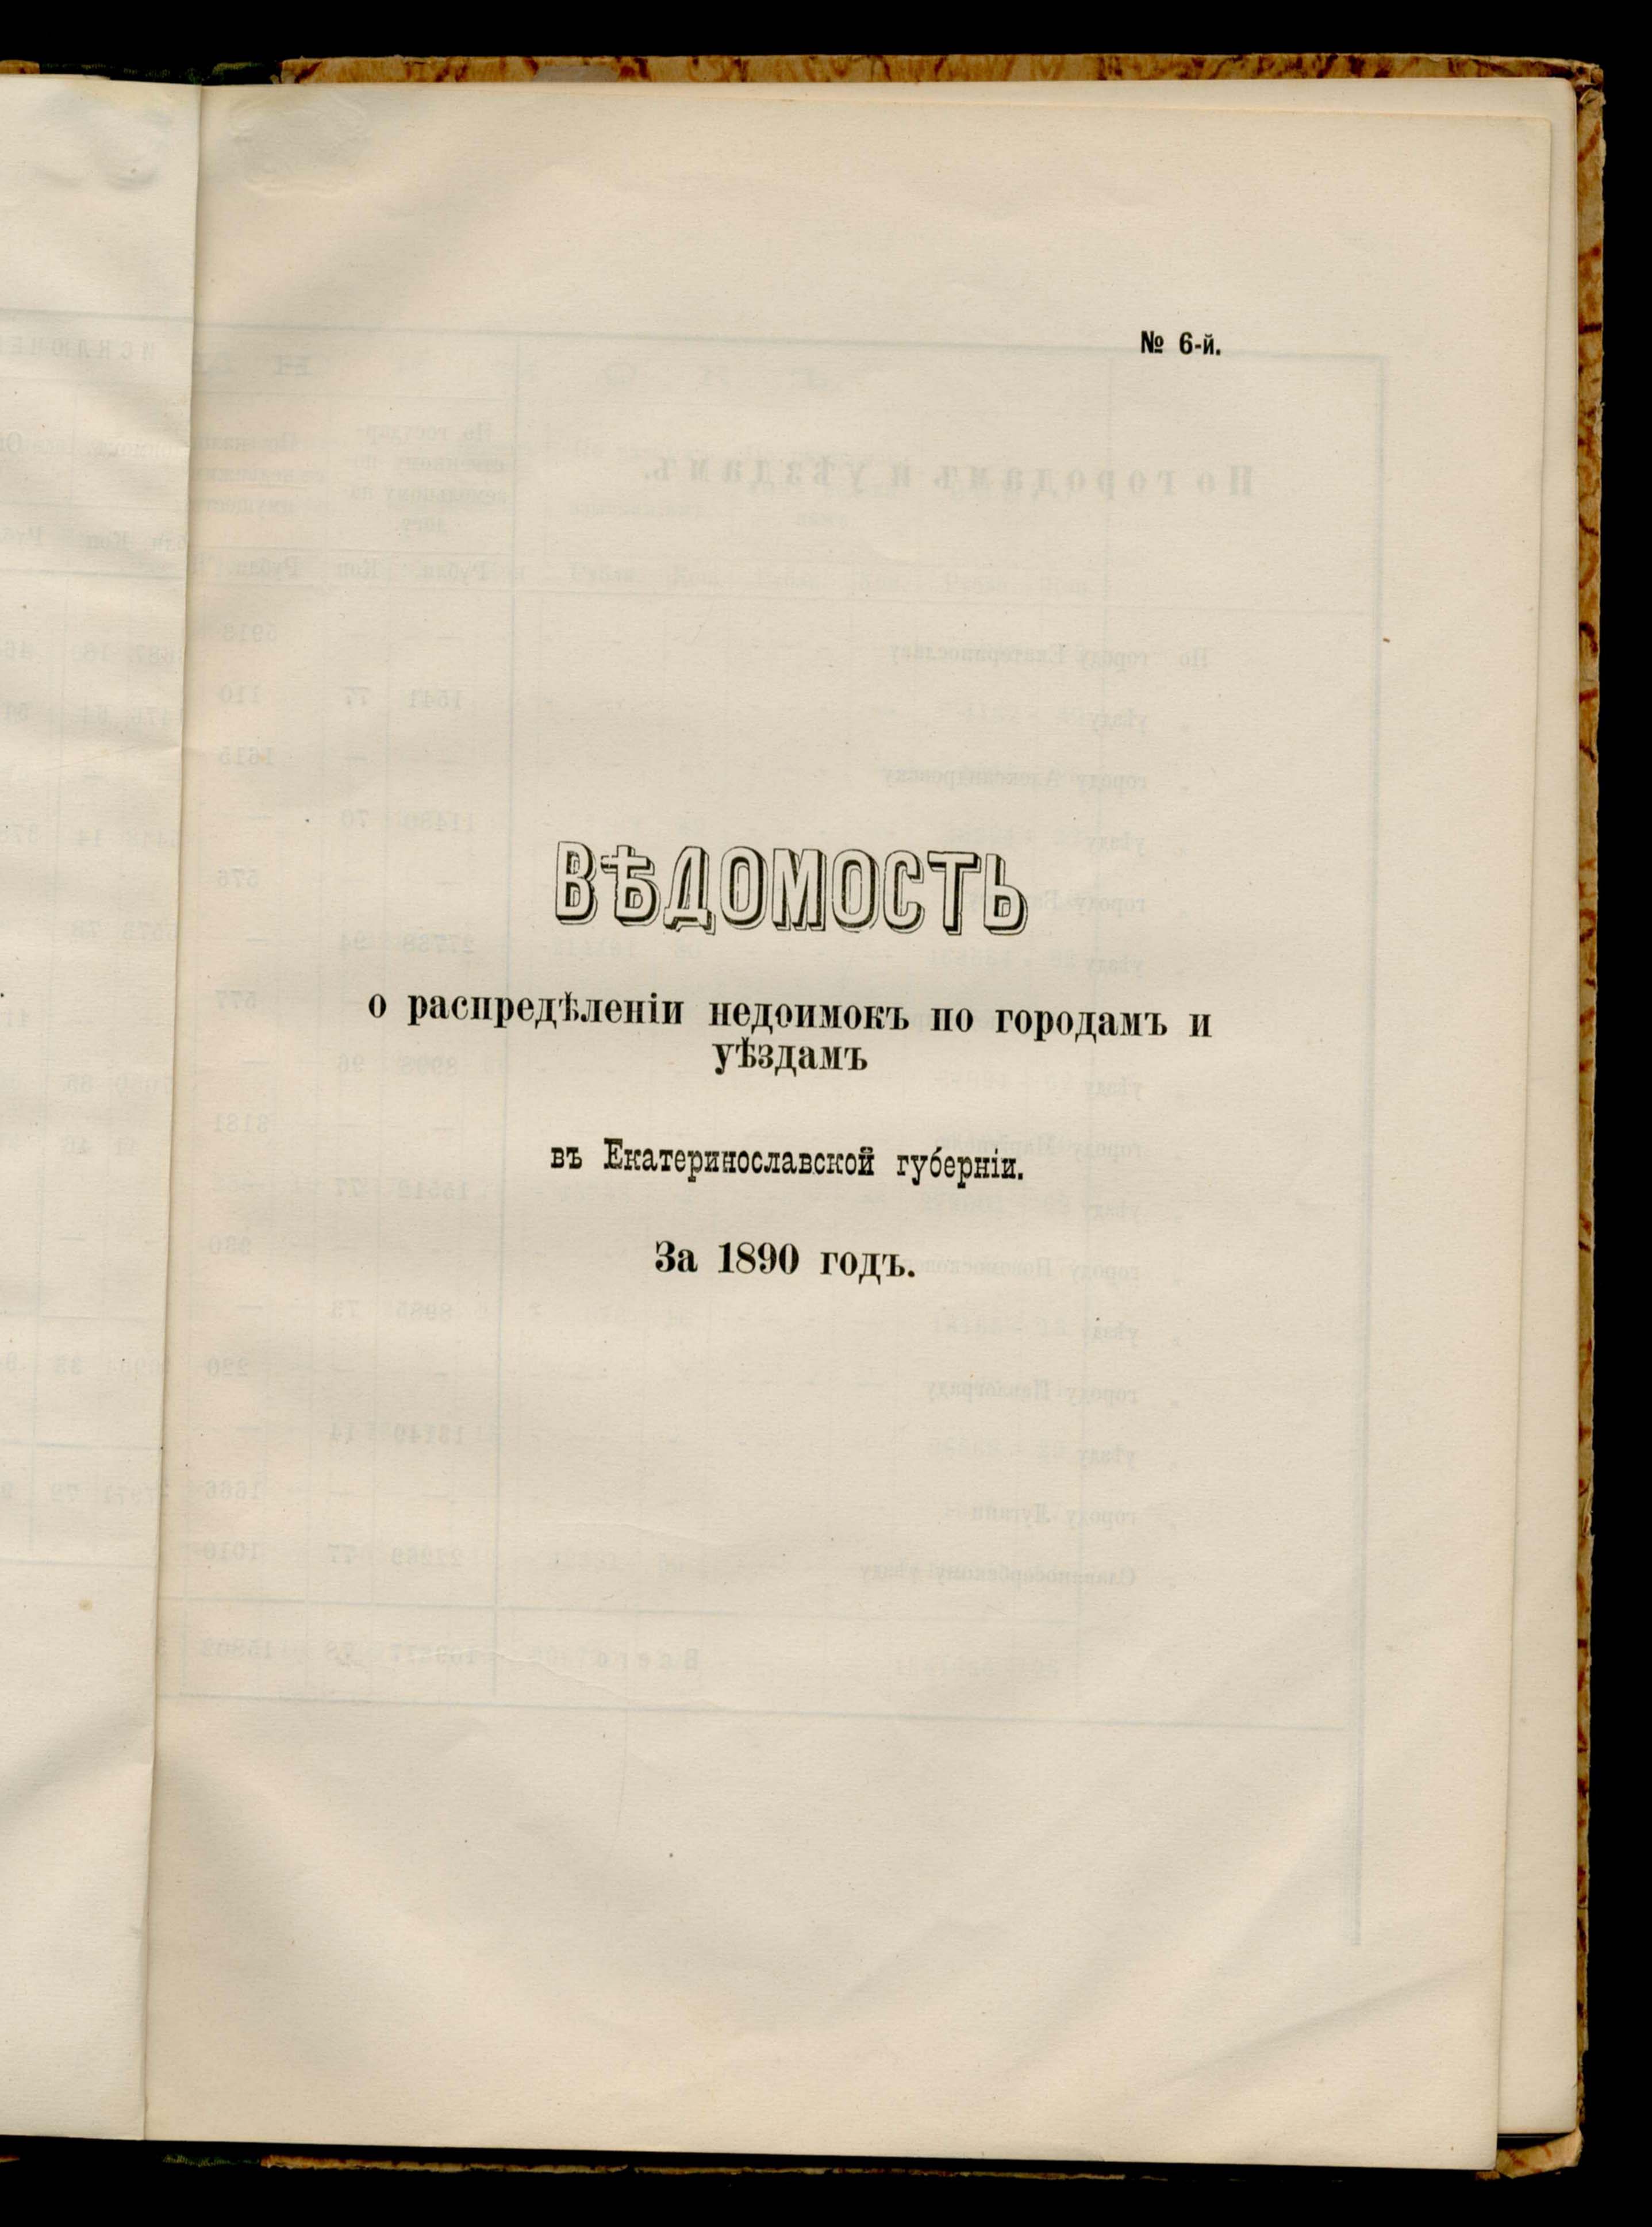 № 6-й.
ВѢДОМОСТЬ
о распредѣленіи недоимокъ по городамъ и
уѣздамъ
въ Екатеринославской губерніи.
За 1890 годъ.